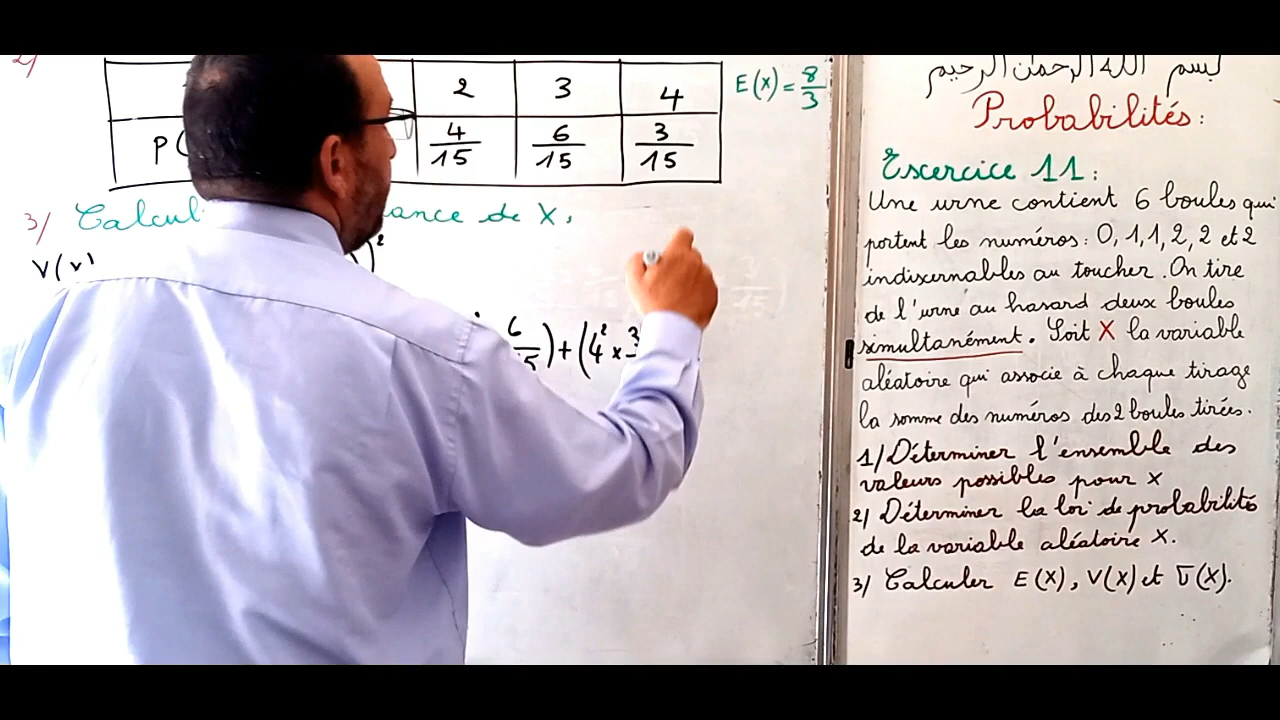 2/
2 3 4
P( 4/15 6/15 3/15
E(X) = 8/3
3/ Calcul ance de X,
V(X) )²
6/15) + (4² × 3
بسم الله الرحمن الرحيم
Probabilités :
Exercice 11 :
Une urne contient 6 boules qui
portent les numéros : 0, 1, 1, 2, 2 et 2
indiscernables au toucher. On tire
de l'urne au hasard deux boules
simultanément. Soit X la variable
aléatoire qui associe à chaque tirage
la somme des numéros des 2 boules tirées.
1/ Déterminer l'ensemble des
valeurs possibles pour X
2/ Déterminer la loi de probabilité
de la variable aléatoire X.
3/ Calculer E(X), V(X) et σ(X).